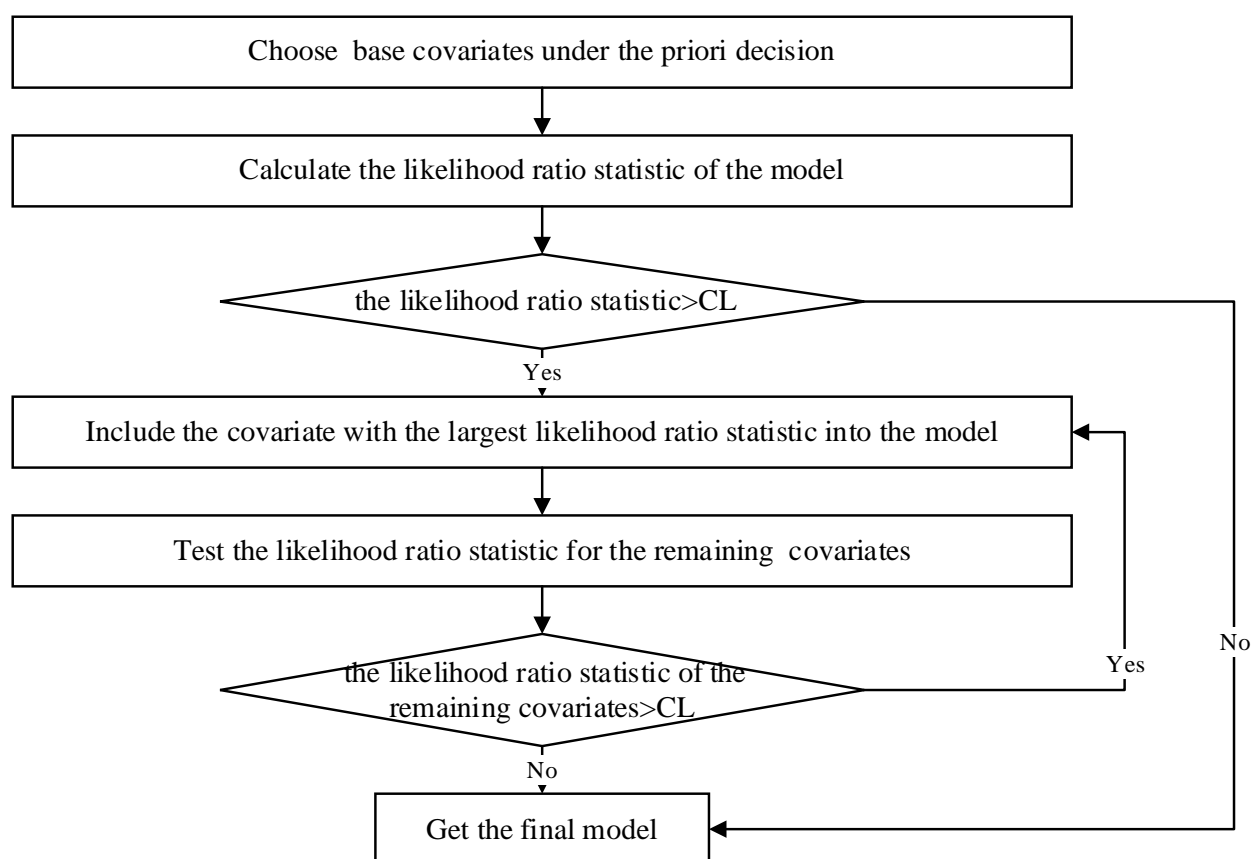 Choose base covariates under the priori decision
Calculate the likelihood ratio statistic of the model
the likelihood ratio statistic>CL
Yes
Include the covariate with the largest likelihood ratio statistic into the model
Test the likelihood ratio statistic for the remaining covariates
No
the likelihood ratio statistic of the
remaining covariates>CL
Yes
No
Get the final model